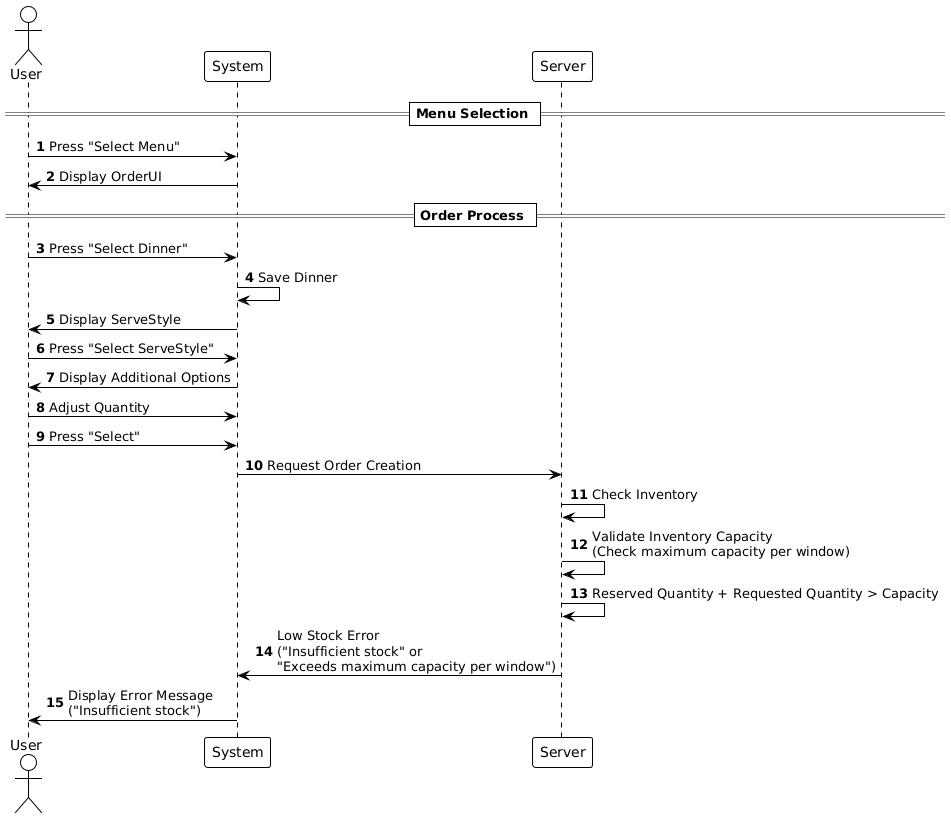 User
System
Server
Menu Selection
1 Press "Select Menu"
2 Display OrderUI
Order Process
3 Press "Select Dinner"
4 Save Dinner
5 Display ServeStyle
6 Press "Select ServeStyle"
7 Display Additional Options
8 Adjust Quantity
9 Press "Select"
10 Request Order Creation
11 Check Inventory
12 Validate Inventory Capacity
(Check maximum capacity per window)
13 Reserved Quantity + Requested Quantity > Capacity
14 Low Stock Error
("Insufficient stock" or
"Exceeds maximum capacity per window")
15 Display Error Message
("Insufficient stock")
User
System
Server